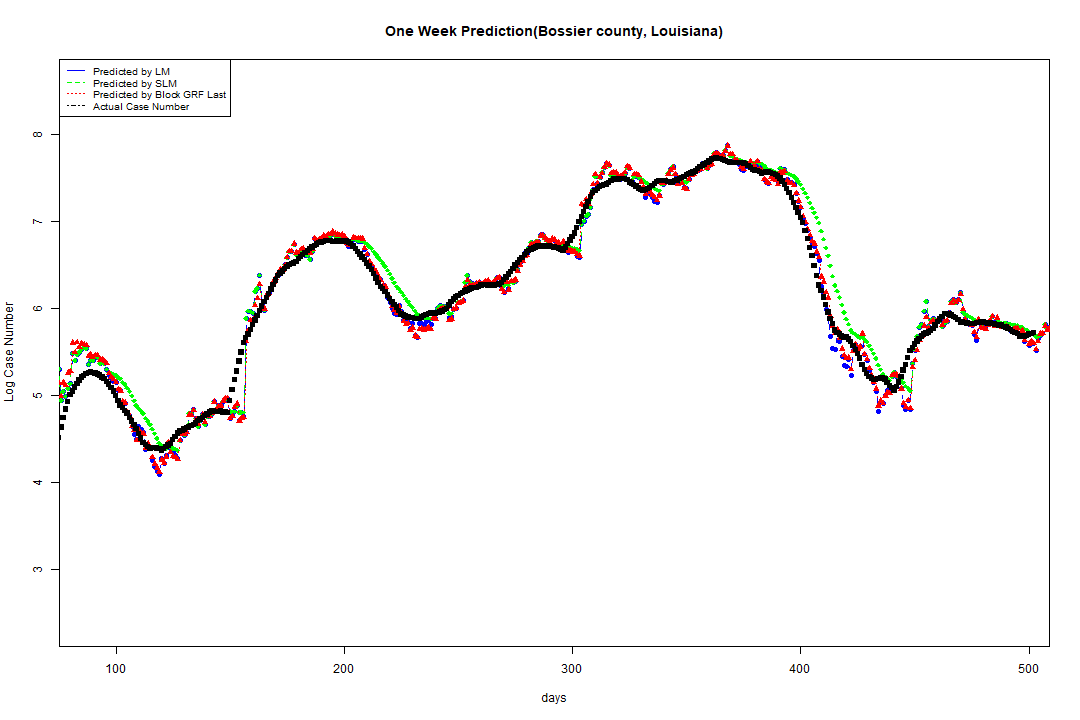 One Week Prediction(Bossier county, Louisiana)
Predicted by LM
Predicted by SLM
Predicted by Block GRF Last
Actual Case Number
8
7
6
5
4
3
Log Case Number
100 200 300 400 500
days